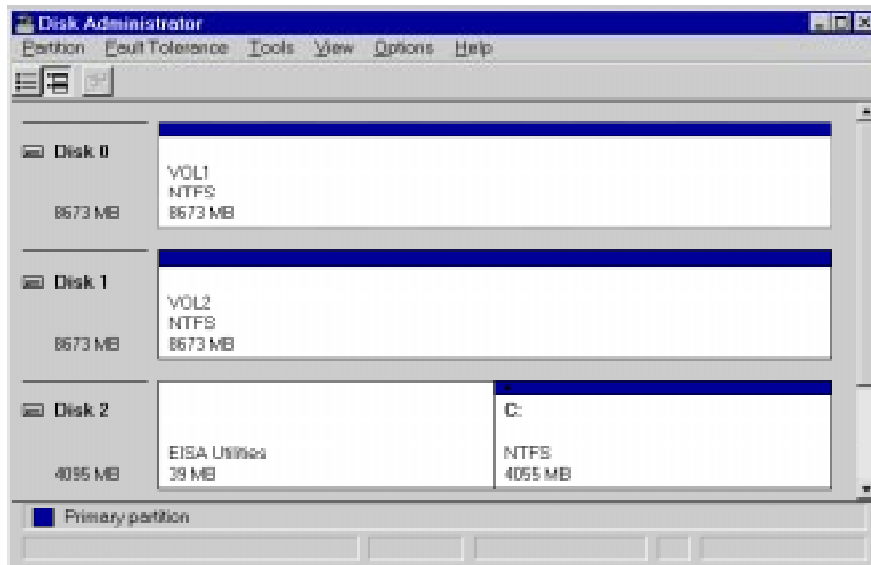 Disk Administrator
Partition Fault Tolerance Tools View Options Help
Disk 0
8673 MB
VOL1
NTFS
8673 MB
Disk 1
8673 MB
VOL2
NTFS
8673 MB
Disk 2
4095 MB
EISA Utilities
39 MB
C:
NTFS
4055 MB
Primary partition